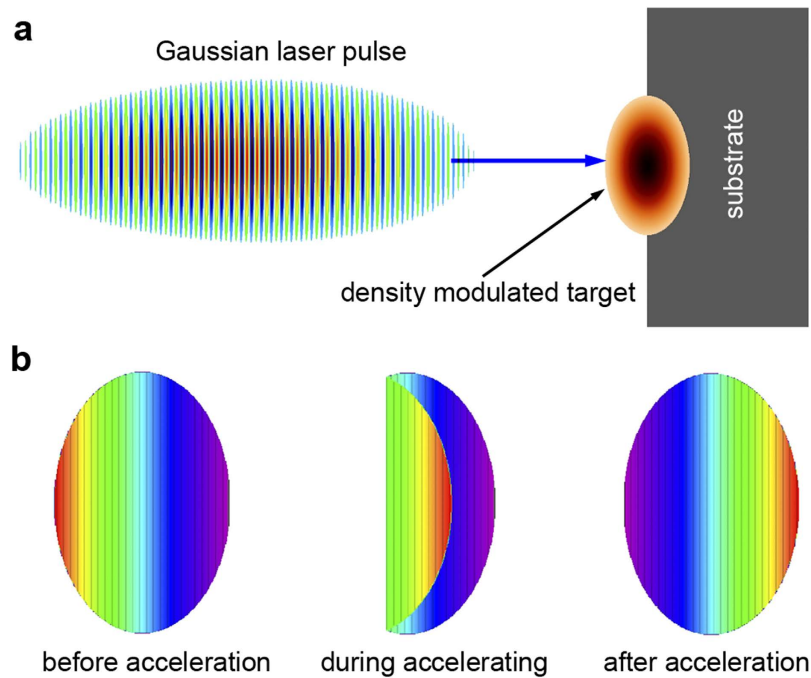 a
Gaussian laser pulse
substrate
density modulated target
b
before acceleration
during accelerating
after acceleration